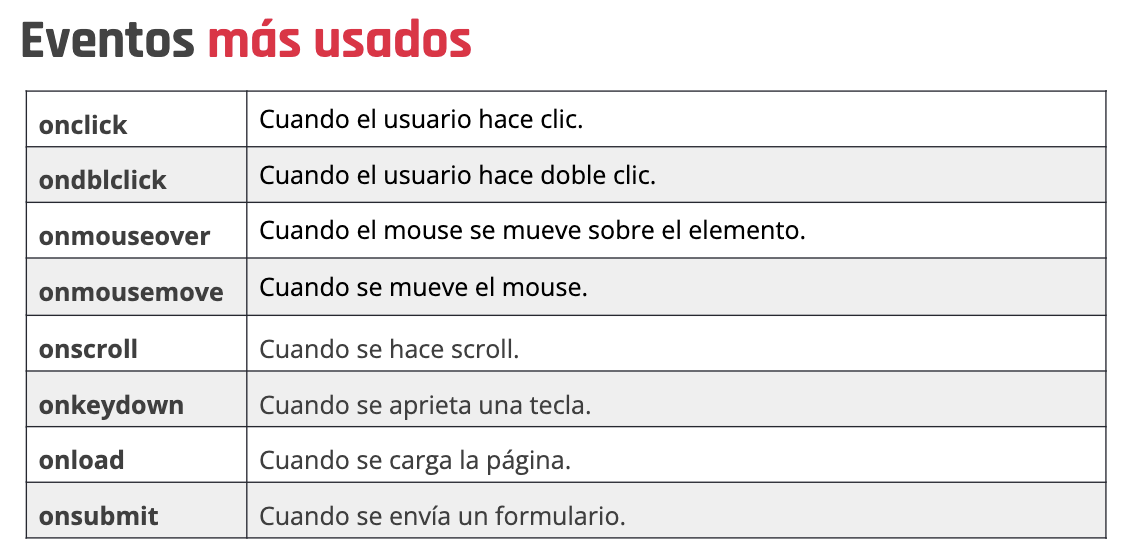 Eventos más usados
onclick Cuando el usuario hace clic.
ondblclick Cuando el usuario hace doble clic.
onmouseover Cuando el mouse se mueve sobre el elemento.
onmousemove Cuando se mueve el mouse.
onscroll Cuando se hace scroll.
onkeydown Cuando se aprieta una tecla.
onload Cuando se carga la página.
onsubmit Cuando se envía un formulario.